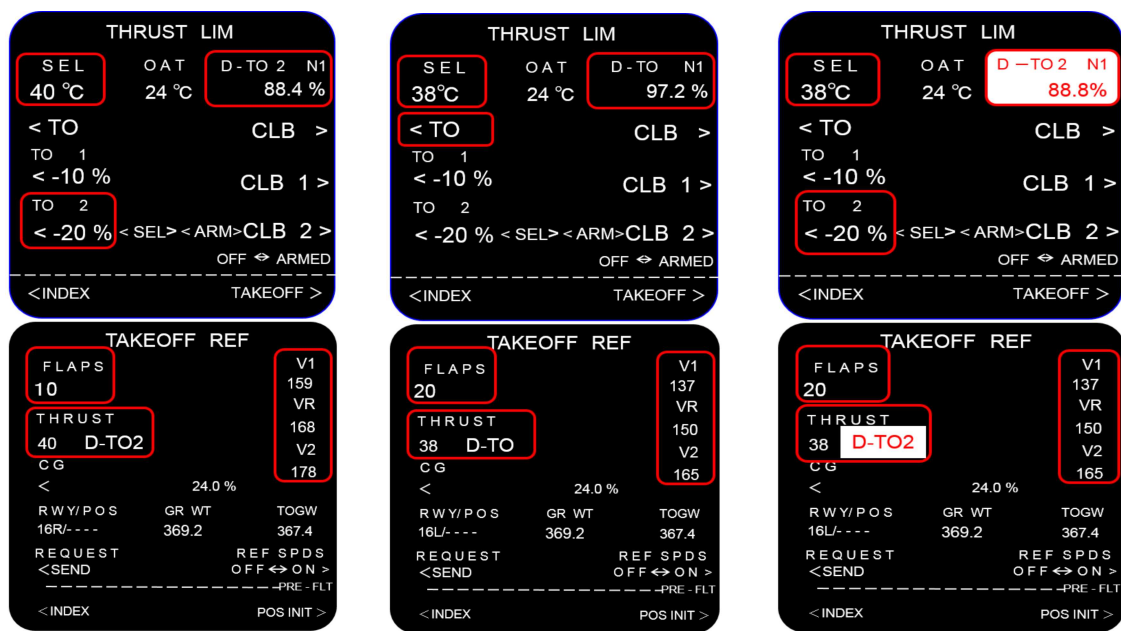 THRUST LIM
SEL OAT D-TO 2 N1
40 ℃ 24 ℃ 88.4 %
< TO CLB >
TO 1
< -10 % CLB 1 >
TO 2
< -20 % < SEL> < ARM> CLB 2 >
OFF ⇔ ARMED
--------------------------------
<INDEX TAKEOFF >
THRUST LIM
SEL OAT D-TO N1
38℃ 24 ℃ 97.2 %
< TO CLB >
TO 1
< -10 % CLB 1 >
TO 2
< -20 % < SEL> < ARM> CLB 2 >
OFF ⇔ ARMED
--------------------------------
<INDEX TAKEOFF >
THRUST LIM
SEL OAT D—TO 2 N1
38℃ 24 ℃ 88.8%
< TO CLB >
TO 1
< -10 % CLB 1 >
TO 2
< -20 % < SEL> < ARM> CLB 2 >
OFF ⇔ ARMED
--------------------------------
<INDEX TAKEOFF >
TAKEOFF REF
FLAPS V1
10 159
VR
THRUST 168
40 D-TO2 V2
CG 178
< 24.0 %
RWY/POS GR WT TOGW
16R/---- 369.2 367.4
REQUEST REF SPDS
<SEND OFF ⇔ ON >
--------------------PRE-FLT
<INDEX POS INIT >
TAKEOFF REF
FLAPS V1
20 137
VR
THRUST 150
38 D-TO V2
CG 165
< 24.0 %
RWY/POS GR WT TOGW
16L/---- 369.2 367.4
REQUEST REF SPDS
<SEND OFF ⇔ ON >
--------------------PRE-FLT
<INDEX POS INIT >
TAKEOFF REF
FLAPS V1
20 137
VR
THRUST 150
38 D-TO2 V2
CG 165
< 24.0 %
RWY/POS GR WT TOGW
16L/---- 369.2 367.4
REQUEST REF SPDS
<SEND OFF ⇔ ON >
--------------------PRE-FLT
<INDEX POS INIT >